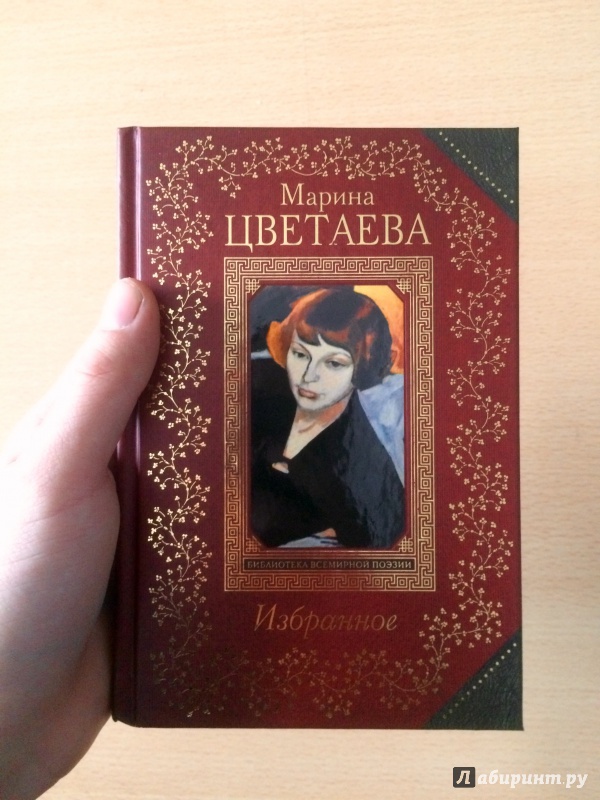 Марина
ЦВЕТАЕВА
БИБЛИОТЕКА ВСЕМИРНОЙ ПОЭЗИИ
Избранное
Лабиринт.ру